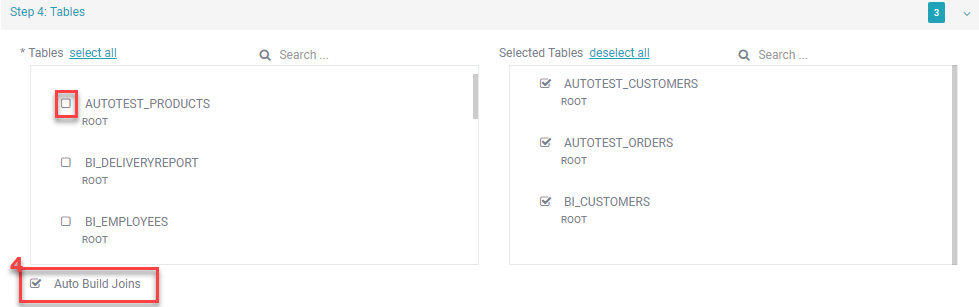 Step 4: Tables 3
* Tables select all Search ... Selected Tables deselect all Search ...
AUTOTEST_PRODUCTS
ROOT
BI_DELIVERYREPORT
ROOT
BI_EMPLOYEES
ROOT
AUTOTEST_CUSTOMERS
ROOT
AUTOTEST_ORDERS
ROOT
BI_CUSTOMERS
ROOT
4
Auto Build Joins